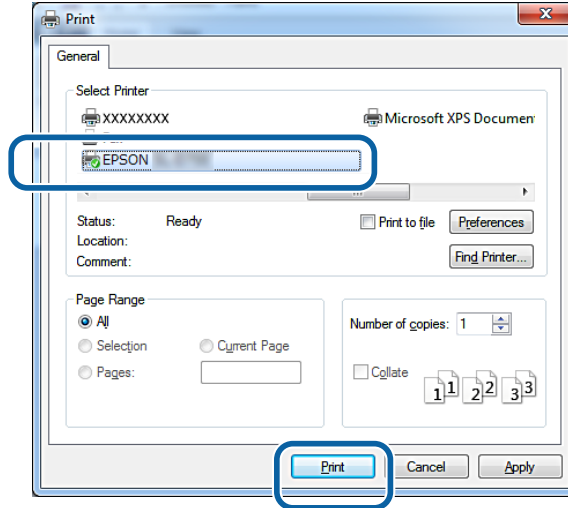 Print
General
Select Printer
XXXXXXXX
Microsoft XPS Documen
EPSON
Status: Ready
Print to file
Preferences
Location:
Comment:
Find Printer...
Page Range
All
Selection
Current Page
Pages:
Number of copies: 1
Collate
1 1 2 2 3 3
Print
Cancel
Apply